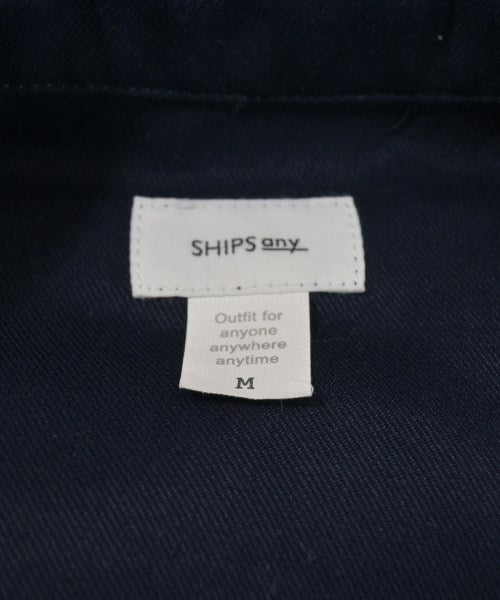 SHIPS any
Outfit for
anyone
anywhere
anytime
M